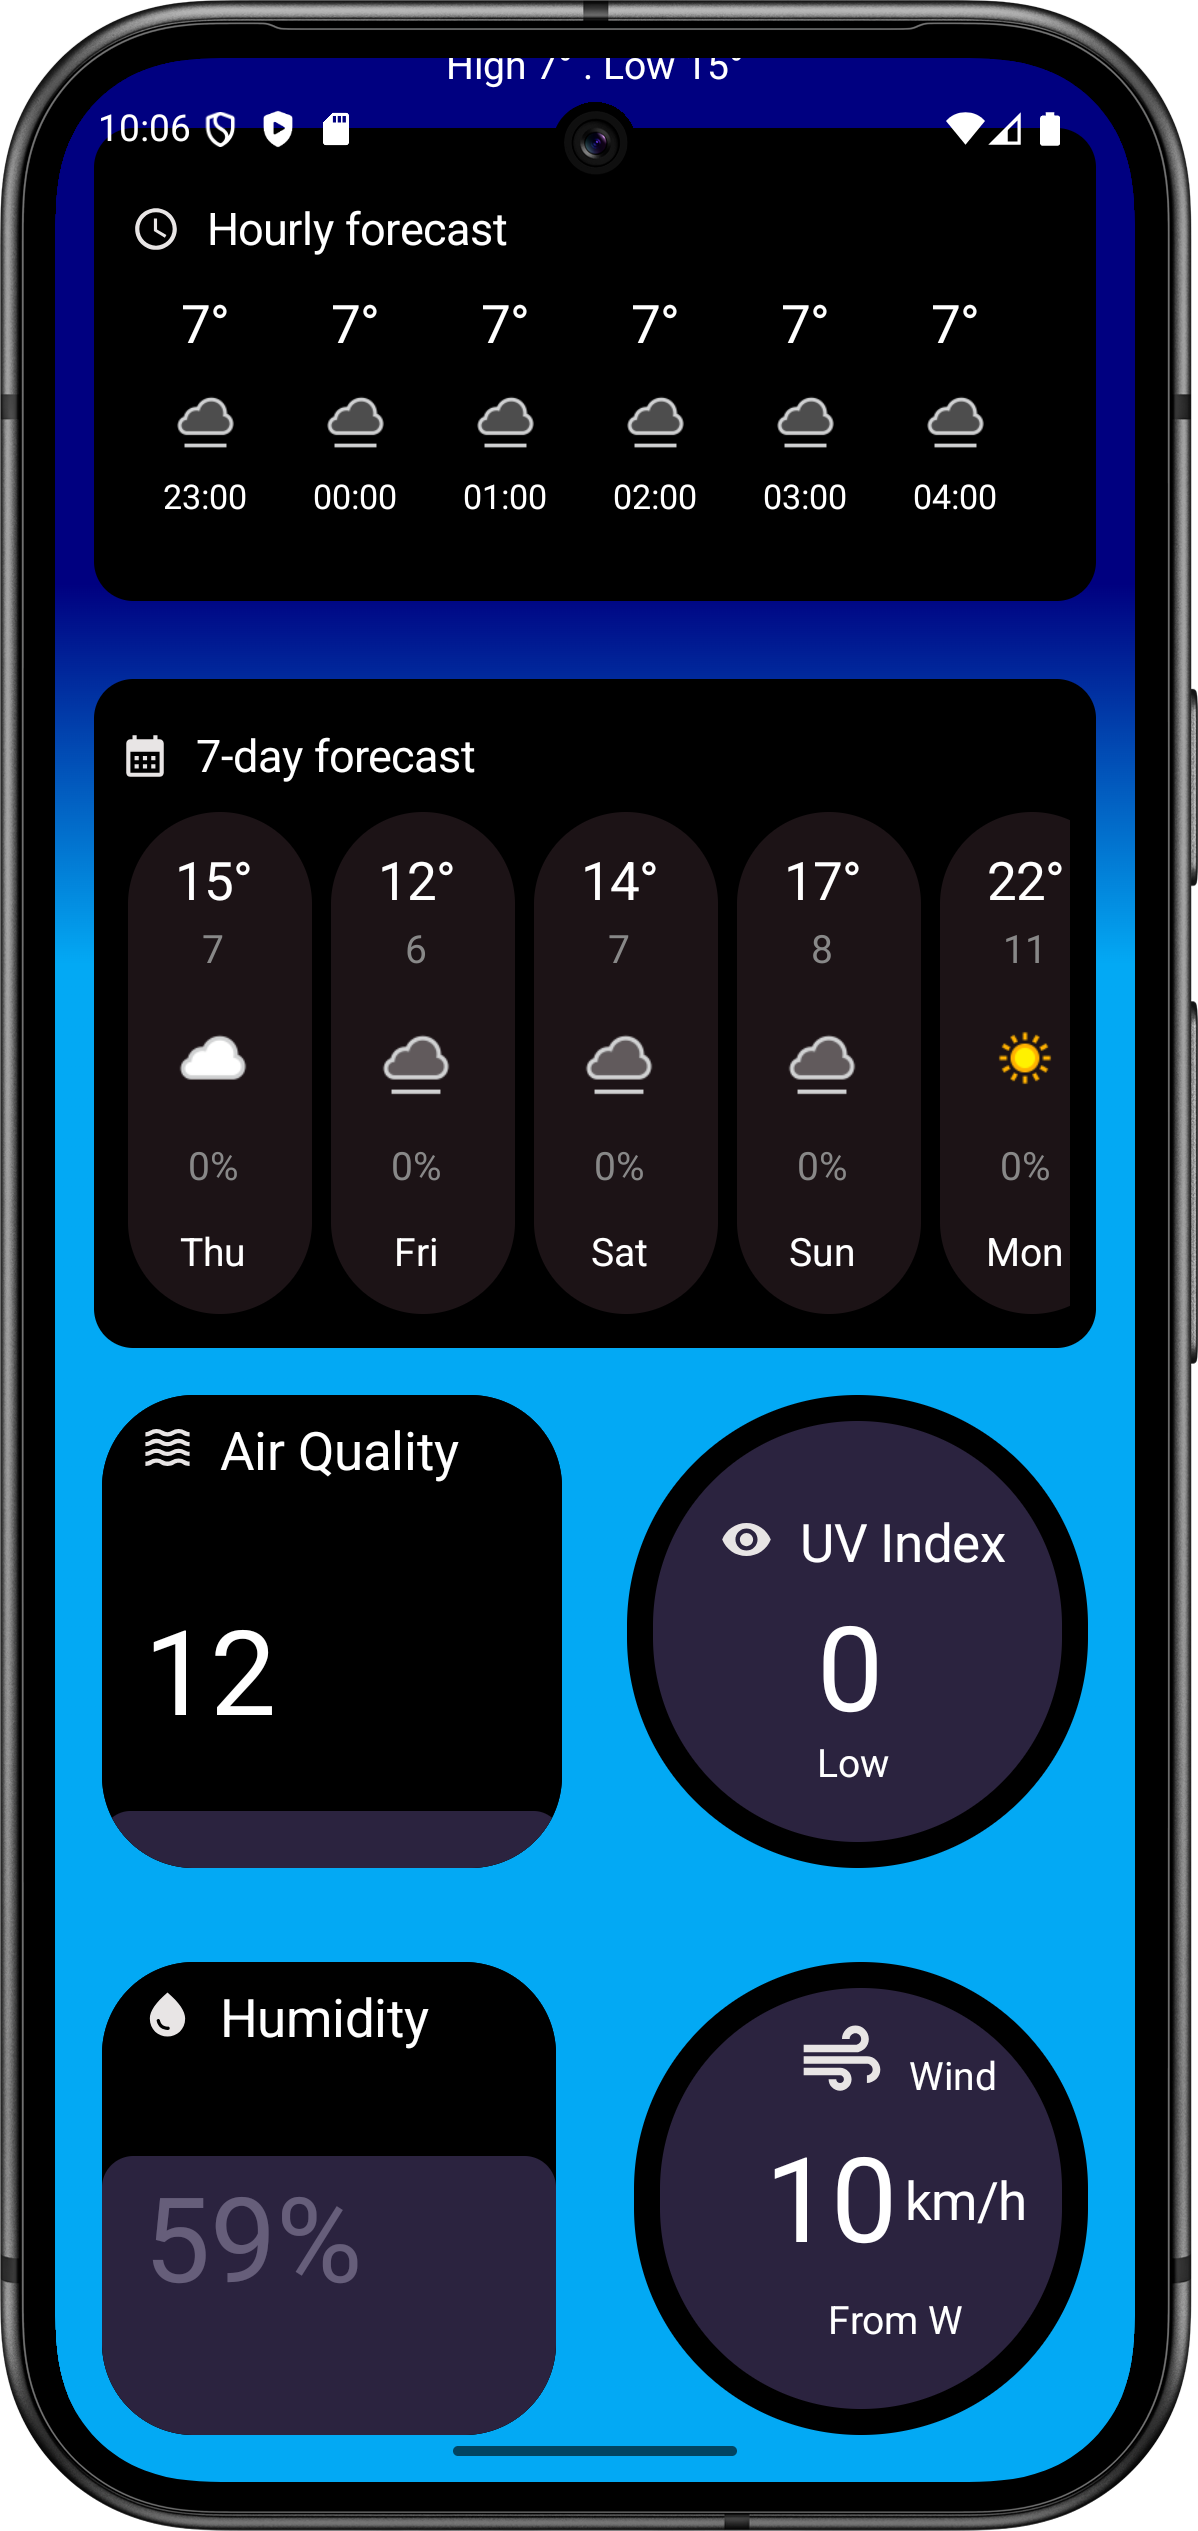 High 7° . Low 15°
10:06
Hourly forecast
7° 7° 7° 7° 7° 7°
23:00 00:00 01:00 02:00 03:00 04:00
7-day forecast
15° 12° 14° 17° 22°
7 6 7 8 11
0% 0% 0% 0% 0%
Thu Fri Sat Sun Mon
Air Quality
12
UV Index
0
Low
Humidity
59%
Wind
10 km/h
From W